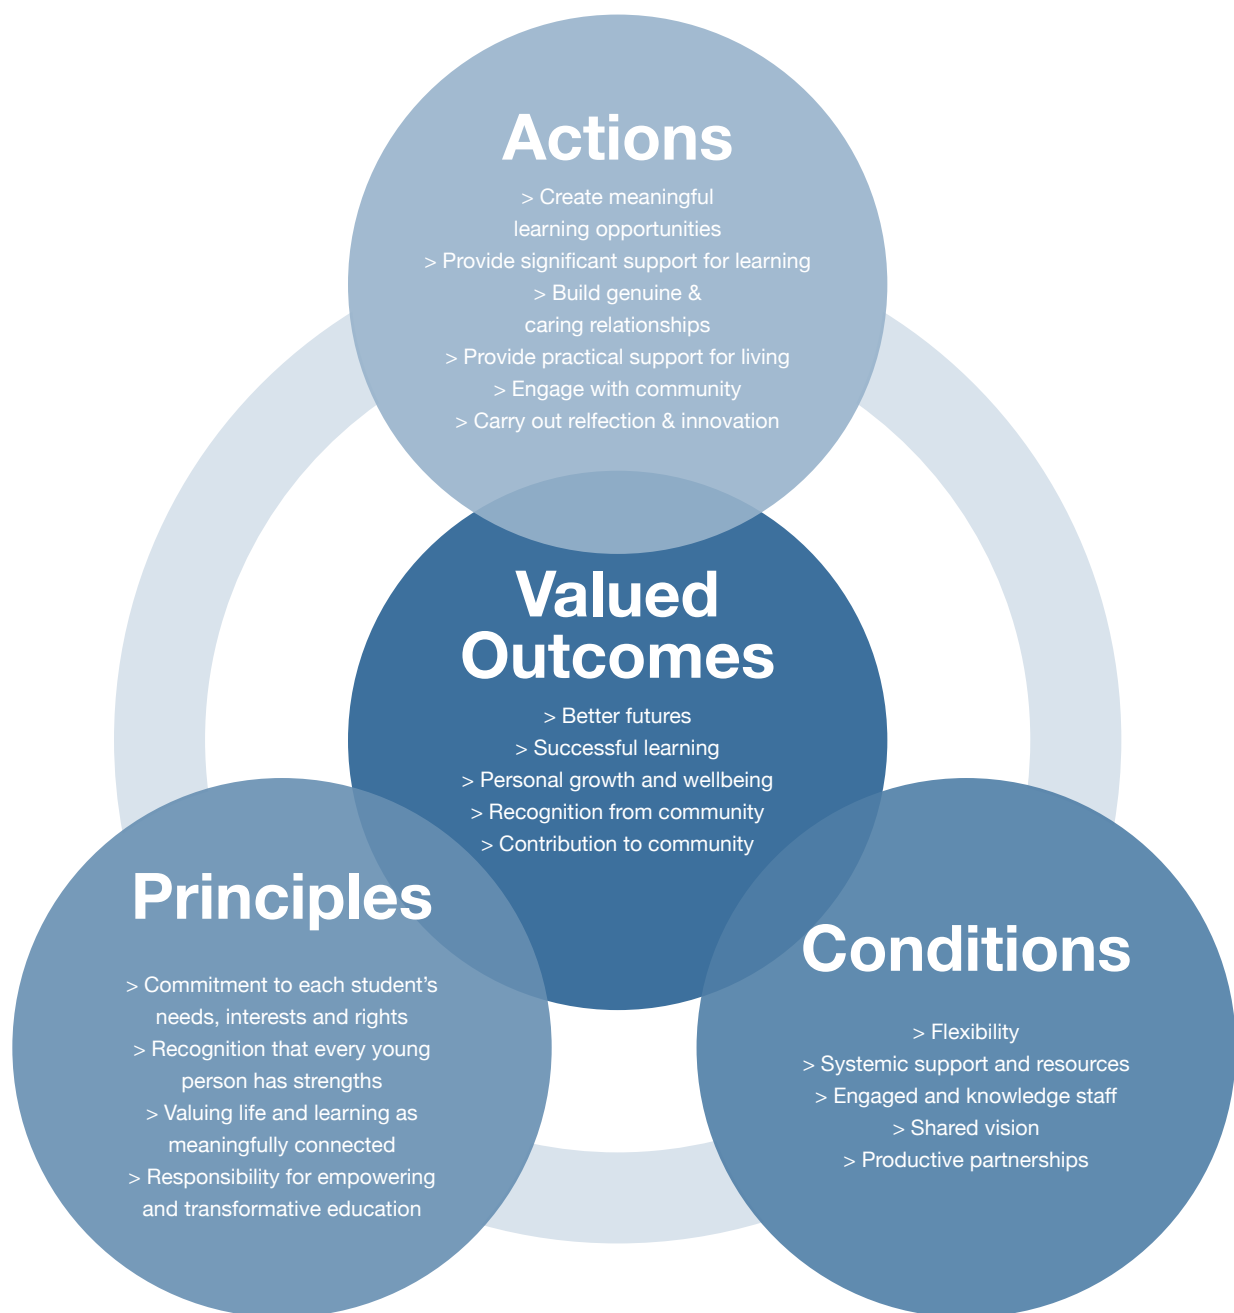 Actions
> Create meaningful
learning opportunities
> Provide significant support for learning
> Build genuine &
caring relationships
> Provide practical support for living
> Engage with community
> Carry out relfection & innovation
Valued
Outcomes
> Better futures
> Successful learning
> Personal growth and wellbeing
> Recognition from community
> Contribution to community
Principles
> Commitment to each student’s
needs, interests and rights
> Recognition that every young
person has strengths
> Valuing life and learning as
meaningfully connected
> Responsibility for empowering
and transformative education
Conditions
> Flexibility
> Systemic support and resources
> Engaged and knowledge staff
> Shared vision
> Productive partnerships